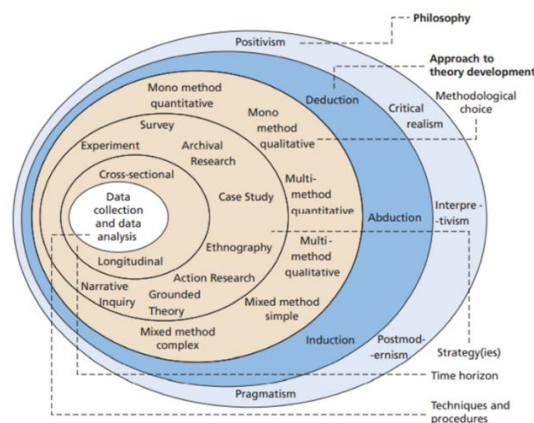 Philosophy
Positivism
Approach to
theory development
Mono method
quantitative
Deduction
Methodological
choice
Critical
realism
Survey
Mono
method
qualitative
Experiment
Archival
Research
Cross-sectional
Multi-
method
quantitative
Data
collection
and data
analysis
Case Study
Abduction
Interpre-
-tivism
Ethnography
Multi-
method
qualitative
Longitudinal
Action Research
Narrative
Inquiry
Grounded
Theory
Mixed method
simple
Mixed method
complex
Induction
Postmod-
-ernism
Strategy(ies)
Time horizon
Pragmatism
Techniques and
procedures